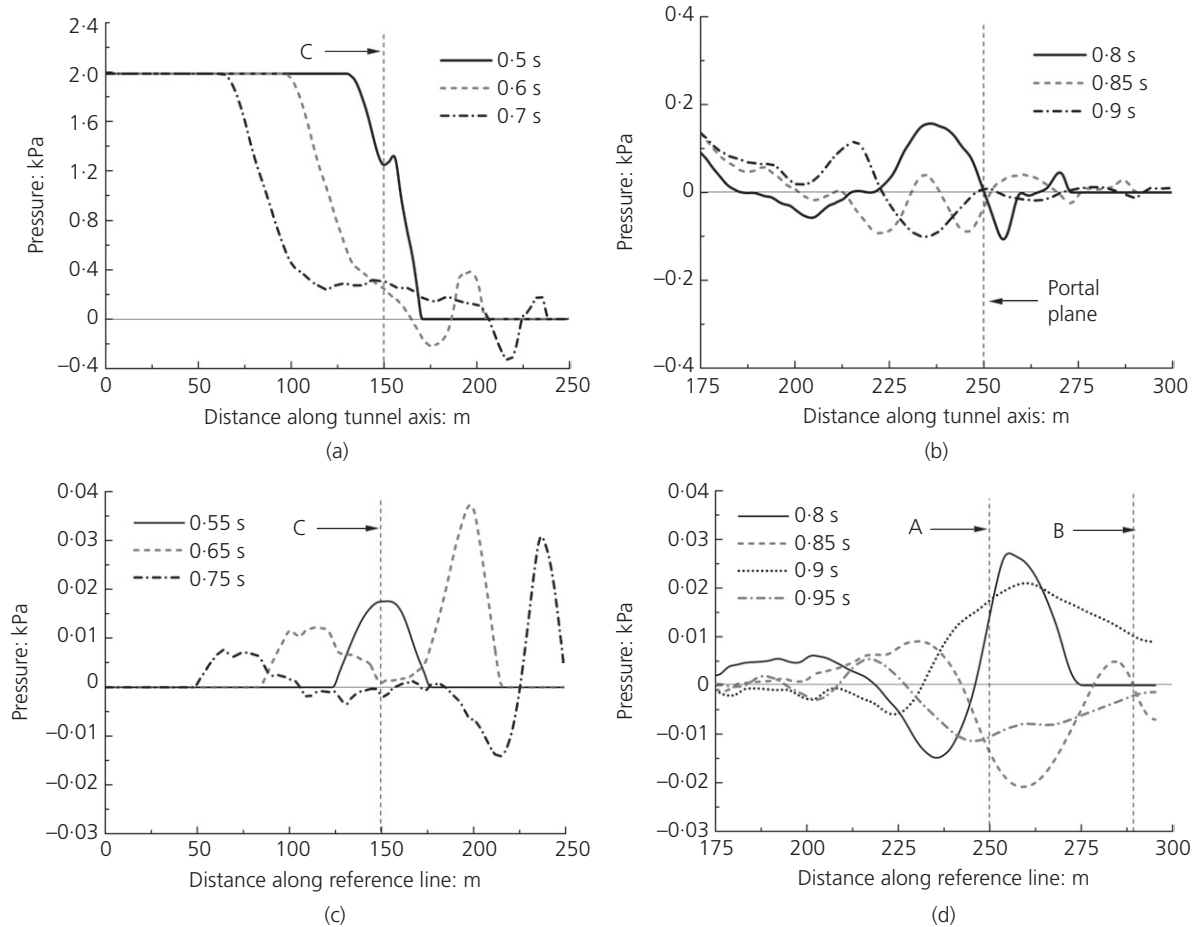 2·4
2·0
1·6
1·2
0·8
0·4
0
–0·4
Pressure: kPa
C
0·5 s
0·6 s
0·7 s
0 50 100 150 200 250
Distance along tunnel axis: m
(a)
0·4
0·2
0
–0·2
–0·4
Pressure: kPa
0·8 s
0·85 s
0·9 s
Portal
plane
175 200 225 250 275 300
Distance along tunnel axis: m
(b)
0·04
0·03
0·02
0·01
0
–0·01
–0·02
–0·03
Pressure: kPa
0·55 s
0·65 s
0·75 s
C
0 50 100 150 200 250
Distance along reference line: m
(c)
0·04
0·03
0·02
0·01
0
–0·01
–0·02
–0·03
Pressure: kPa
0·8 s
0·85 s
0·9 s
0·95 s
A
B
175 200 225 250 275 300
Distance along reference line: m
(d)